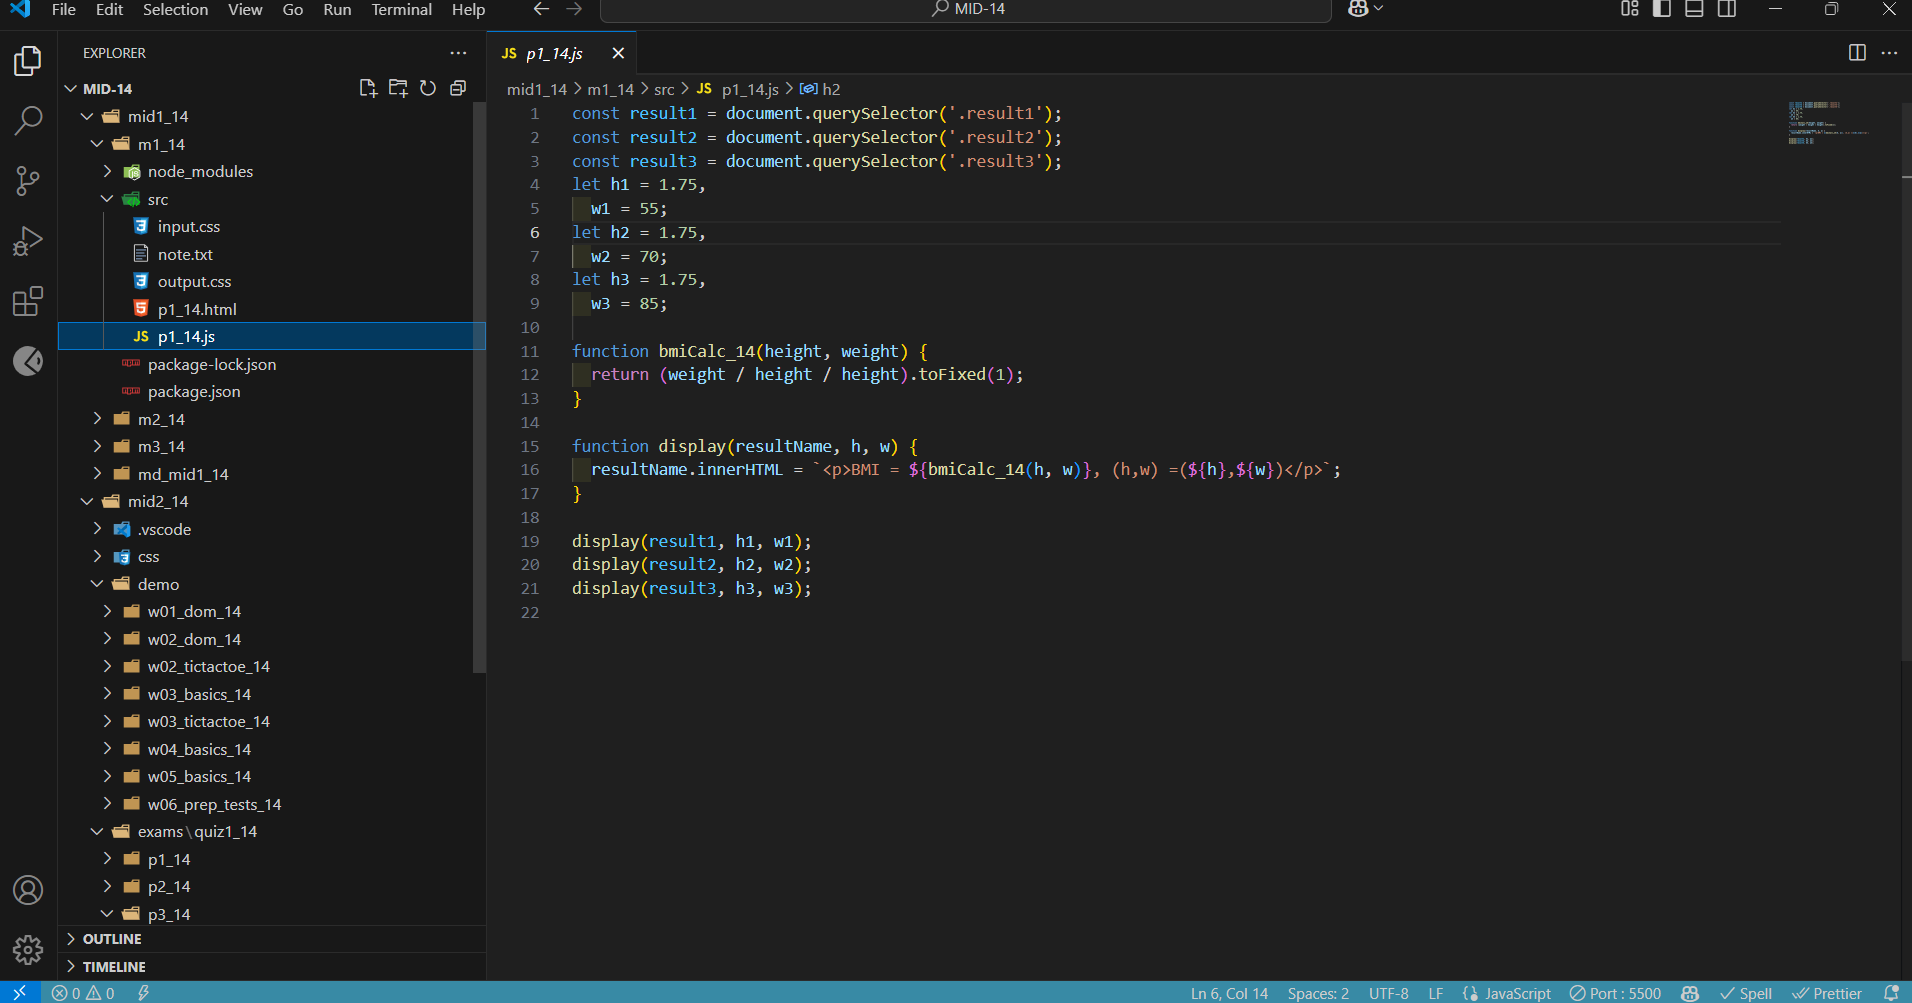 File Edit Selection View Go Run Terminal Help
MID-14
EXPLORER
MID-14
mid1_14
m1_14
node_modules
src
input.css
note.txt
output.css
p1_14.html
JS p1_14.js
package-lock.json
package.json
m2_14
m3_14
md_mid1_14
mid2_14
.vscode
css
demo
w01_dom_14
w02_dom_14
w02_tictactoe_14
w03_basics_14
w03_tictactoe_14
w04_basics_14
w05_basics_14
w06_prep_tests_14
exams\quiz1_14
p1_14
p2_14
p3_14
OUTLINE
TIMELINE
JS p1_14.js
mid1_14 > m1_14 > src > JS p1_14.js > h2
1 const result1 = document.querySelector('.result1');
2 const result2 = document.querySelector('.result2');
3 const result3 = document.querySelector('.result3');
4 let h1 = 1.75,
5   w1 = 55;
6 let h2 = 1.75,
7   w2 = 70;
8 let h3 = 1.75,
9   w3 = 85;
10
11 function bmiCalc_14(height, weight) {
12   return (weight / height / height).toFixed(1);
13 }
14
15 function display(resultName, h, w) {
16   resultName.innerHTML = `<p>BMI = ${bmiCalc_14(h, w)}, (h,w) =(${h},${w})</p>`;
17 }
18
19 display(result1, h1, w1);
20 display(result2, h2, w2);
21 display(result3, h3, w3);
22
0 0 Ln 6, Col 14 Spaces: 2 UTF-8 LF {} JavaScript Port : 5500 Spell Prettier